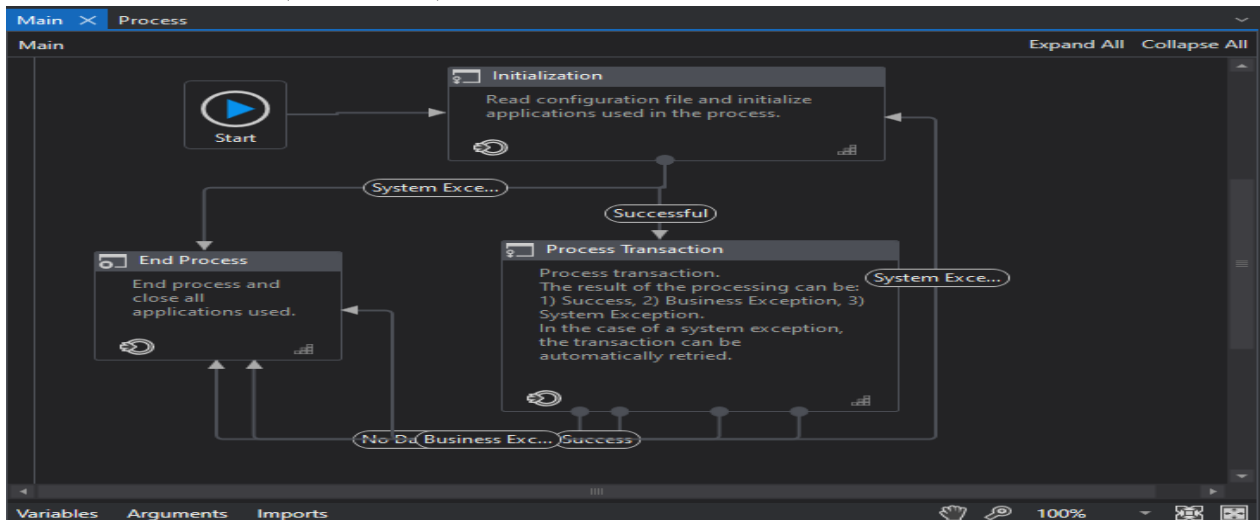 Main
Process
Main
Expand All
Collapse All
Initialization
Read configuration file and initialize
applications used in the process.
Start
System Exce...
Successful
End Process
End process and
close all
applications used.
Process Transaction
Process transaction.
The result of the processing can be:
1) Success, 2) Business Exception, 3)
System Exception.
In the case of a system exception,
the transaction can be
automatically retried.
System Exce...
No Da
Business Exc...
Success
Variables
Arguments
Imports
100%